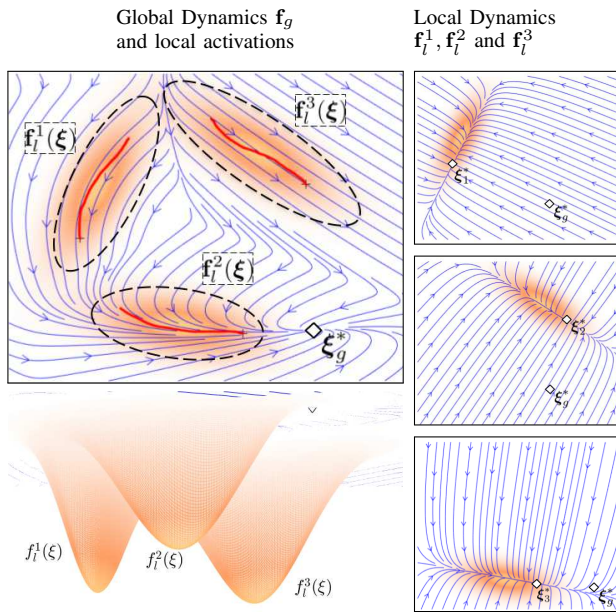 Global Dynamics f_g
and local activations
Local Dynamics
f_l^1, f_l^2 and f_l^3
f_l^1(ξ)
f_l^3(ξ)
f_l^2(ξ)
ξ_g^*
f_l^1(ξ)
f_l^2(ξ)
f_l^3(ξ)
ξ_1^*
ξ_g^*
ξ_2^*
ξ_g^*
ξ_3^*
ξ_g^*